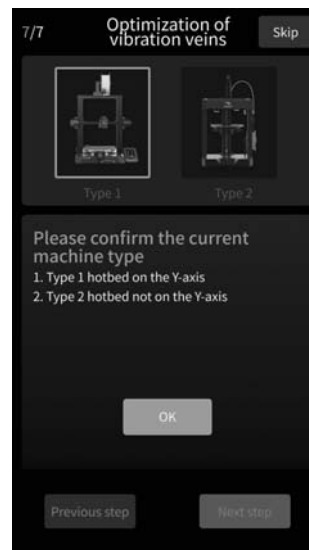 7/7
Optimization of
vibration veins
Skip
Type 1
Type 2
Please confirm the current
machine type
1. Type 1 hotbed on the Y-axis
2. Type 2 hotbed not on the Y-axis
OK
Previous step
Next step